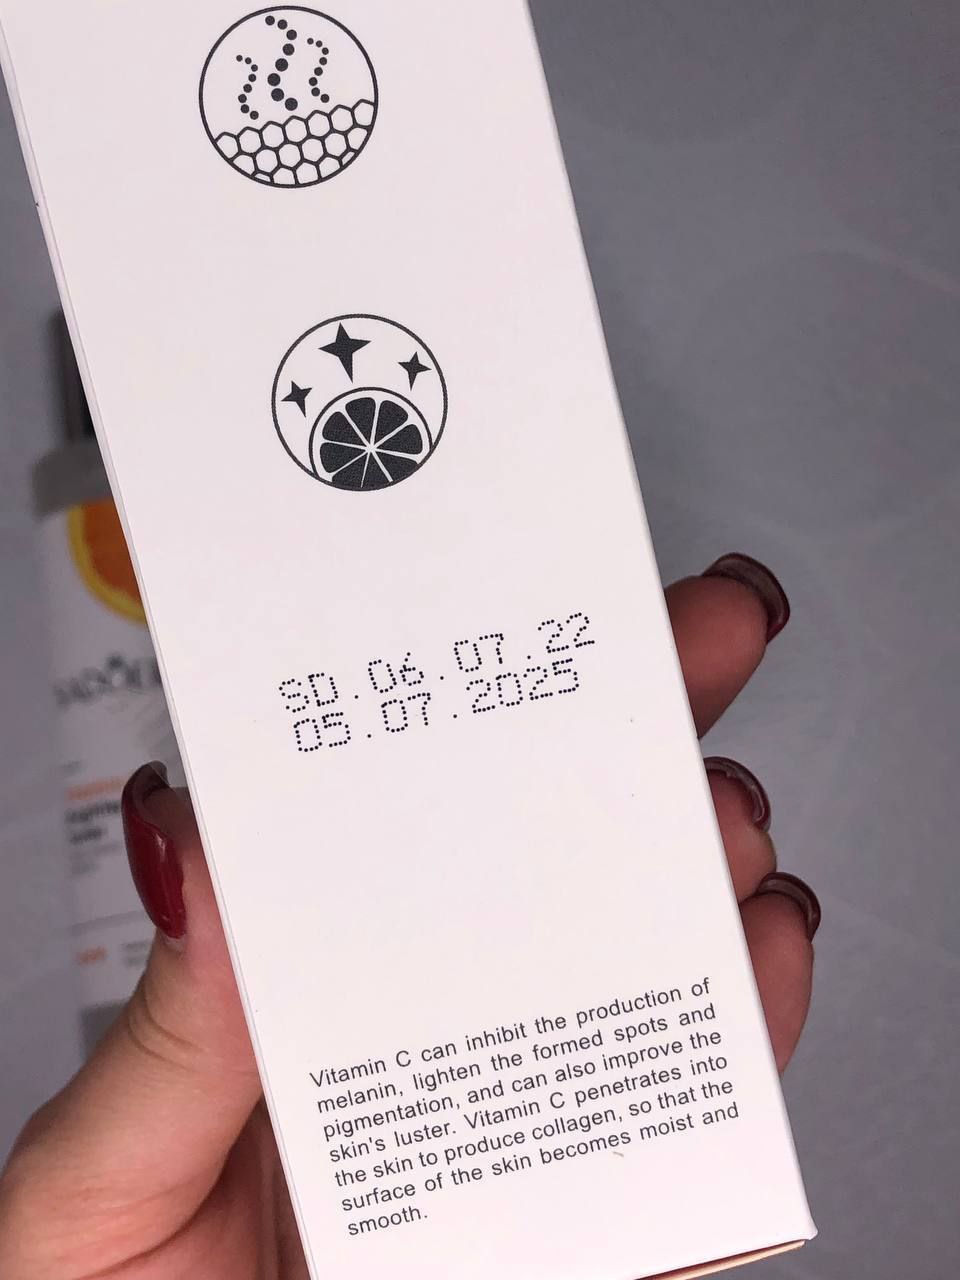 SD.06.07.22
05.07.2025
Vitamin C can inhibit the production of
melanin, lighten the formed spots and
pigmentation, and can also improve the
skin's luster. Vitamin C penetrates into
the skin to produce collagen, so that the
surface of the skin becomes moist and
smooth.